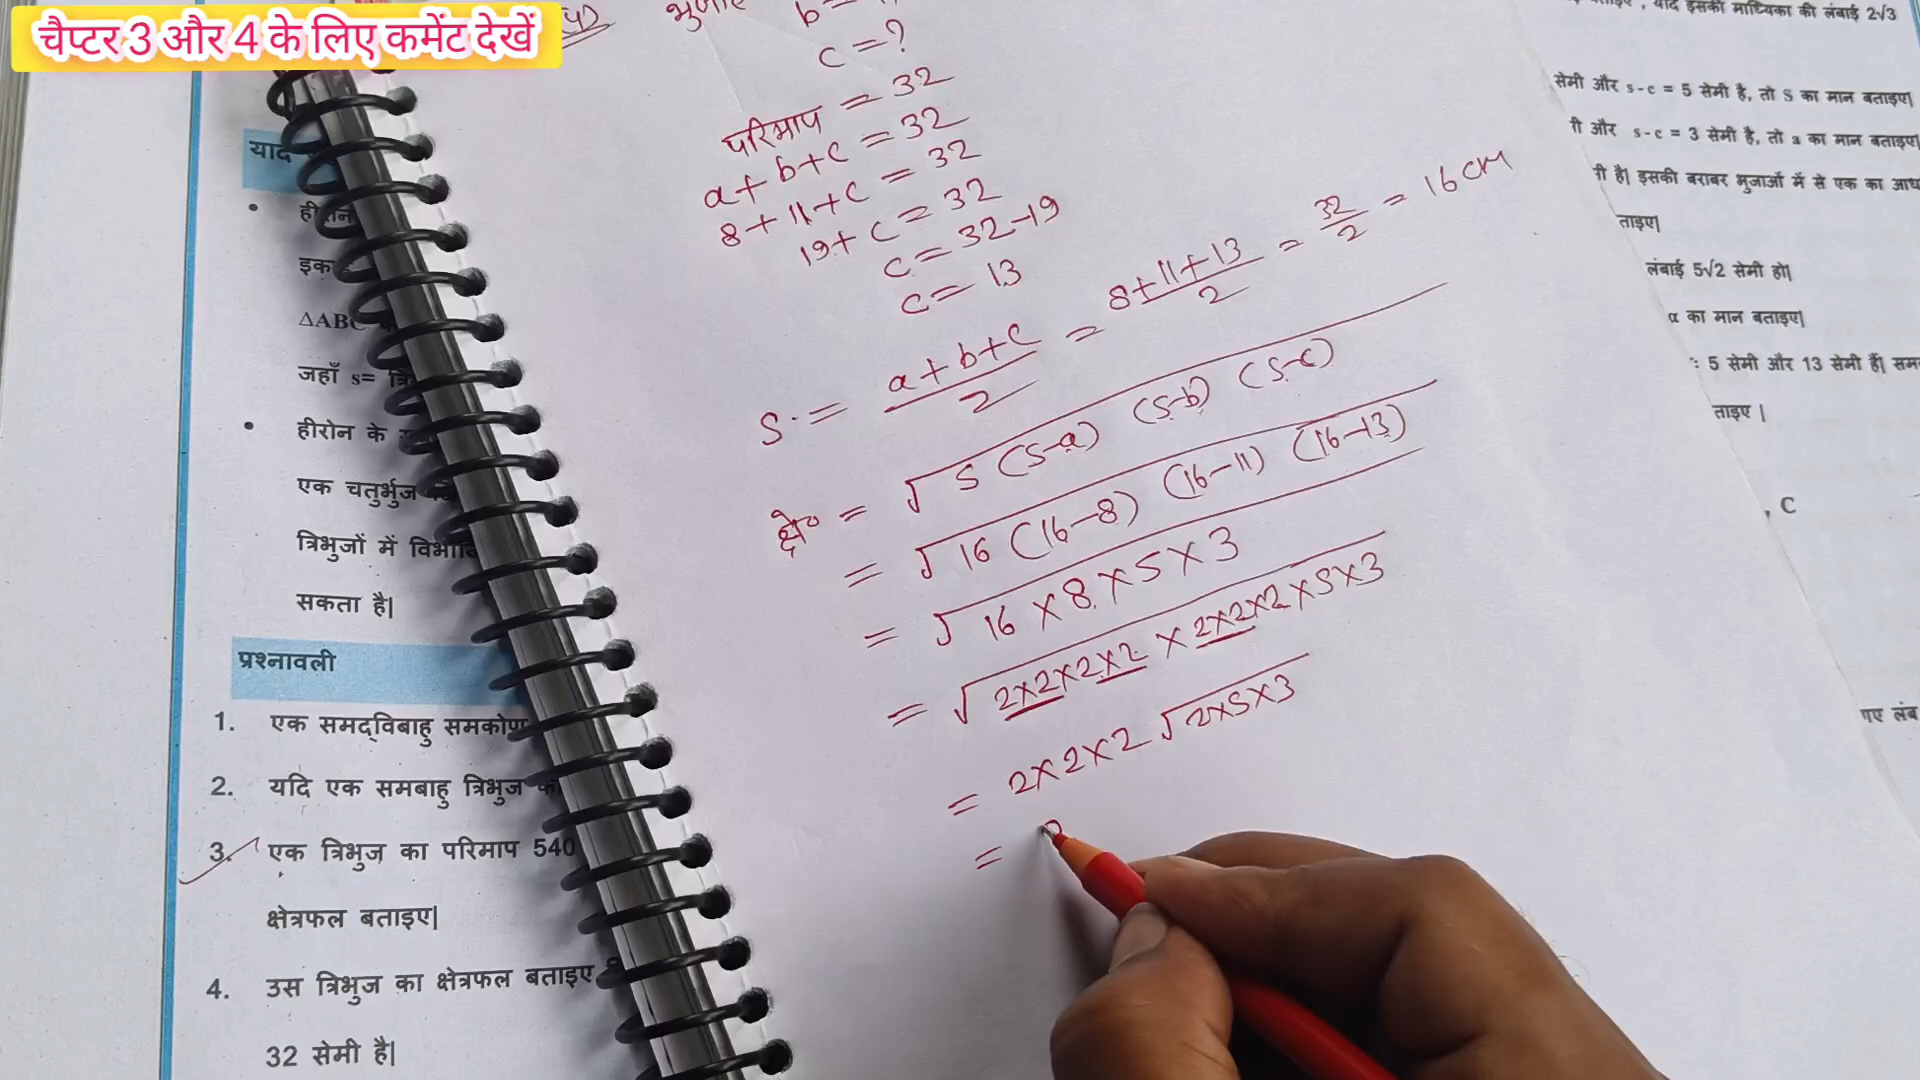 चैप्टर 3 और 4 के लिए कमेंट देखें
याद
हीरोन
ΔABC
जहाँ s=
हीरोन के
एक चतुर्भुज
त्रिभुजों में
सकता है|
प्रश्नावली
1. एक समद्विबाहु समकोण
2. यदि एक समबाहु त्रिभुज
3. एक त्रिभुज का परिमाप 540
क्षेत्रफल बताइए|
4. उस त्रिभुज का क्षेत्रफल बताइए
32 सेमी है|
c = ?
परिमाप = 32
a + b + c = 32
8 + 11 + c = 32
19 + c = 32
c = 32 - 19
c = 13
s = a + b + c / 2 = 8 + 11 + 13 / 2 = 32 / 2 = 16 cm
क्षे० = √s (s-a) (s-b) (s-c)
= √16 (16-8) (16-11) (16-13)
= √16 × 8 × 5 × 3
= √2×2×2×2 × 2×2×2×5×3
= 2×2×2 √2×5×3
=
इसकी माध्यिका की लंबाई 2√3
सेमी और s-c = 5 सेमी है, तो S का मान बताइए|
और s-c = 3 सेमी है, तो a का मान बताइए|
है| इसकी बराबर भुजाओं में से एक का
ताइए|
लंबाई 5√2 सेमी हो|
का मान बताइए|
5 सेमी और 13 सेमी हैं|
ताइए |
, C